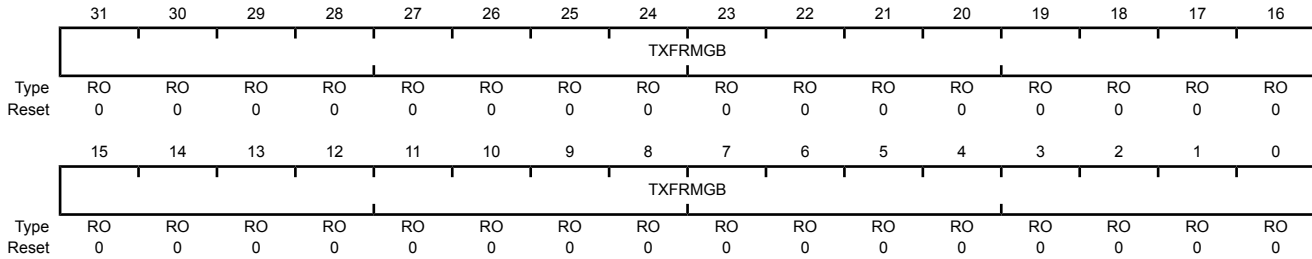 31 30 29 28 27 26 25 24 23 22 21 20 19 18 17 16
TXFRMGB
Type RO RO RO RO RO RO RO RO RO RO RO RO RO RO RO RO
Reset 0 0 0 0 0 0 0 0 0 0 0 0 0 0 0 0
15 14 13 12 11 10 9 8 7 6 5 4 3 2 1 0
TXFRMGB
Type RO RO RO RO RO RO RO RO RO RO RO RO RO RO RO RO
Reset 0 0 0 0 0 0 0 0 0 0 0 0 0 0 0 0